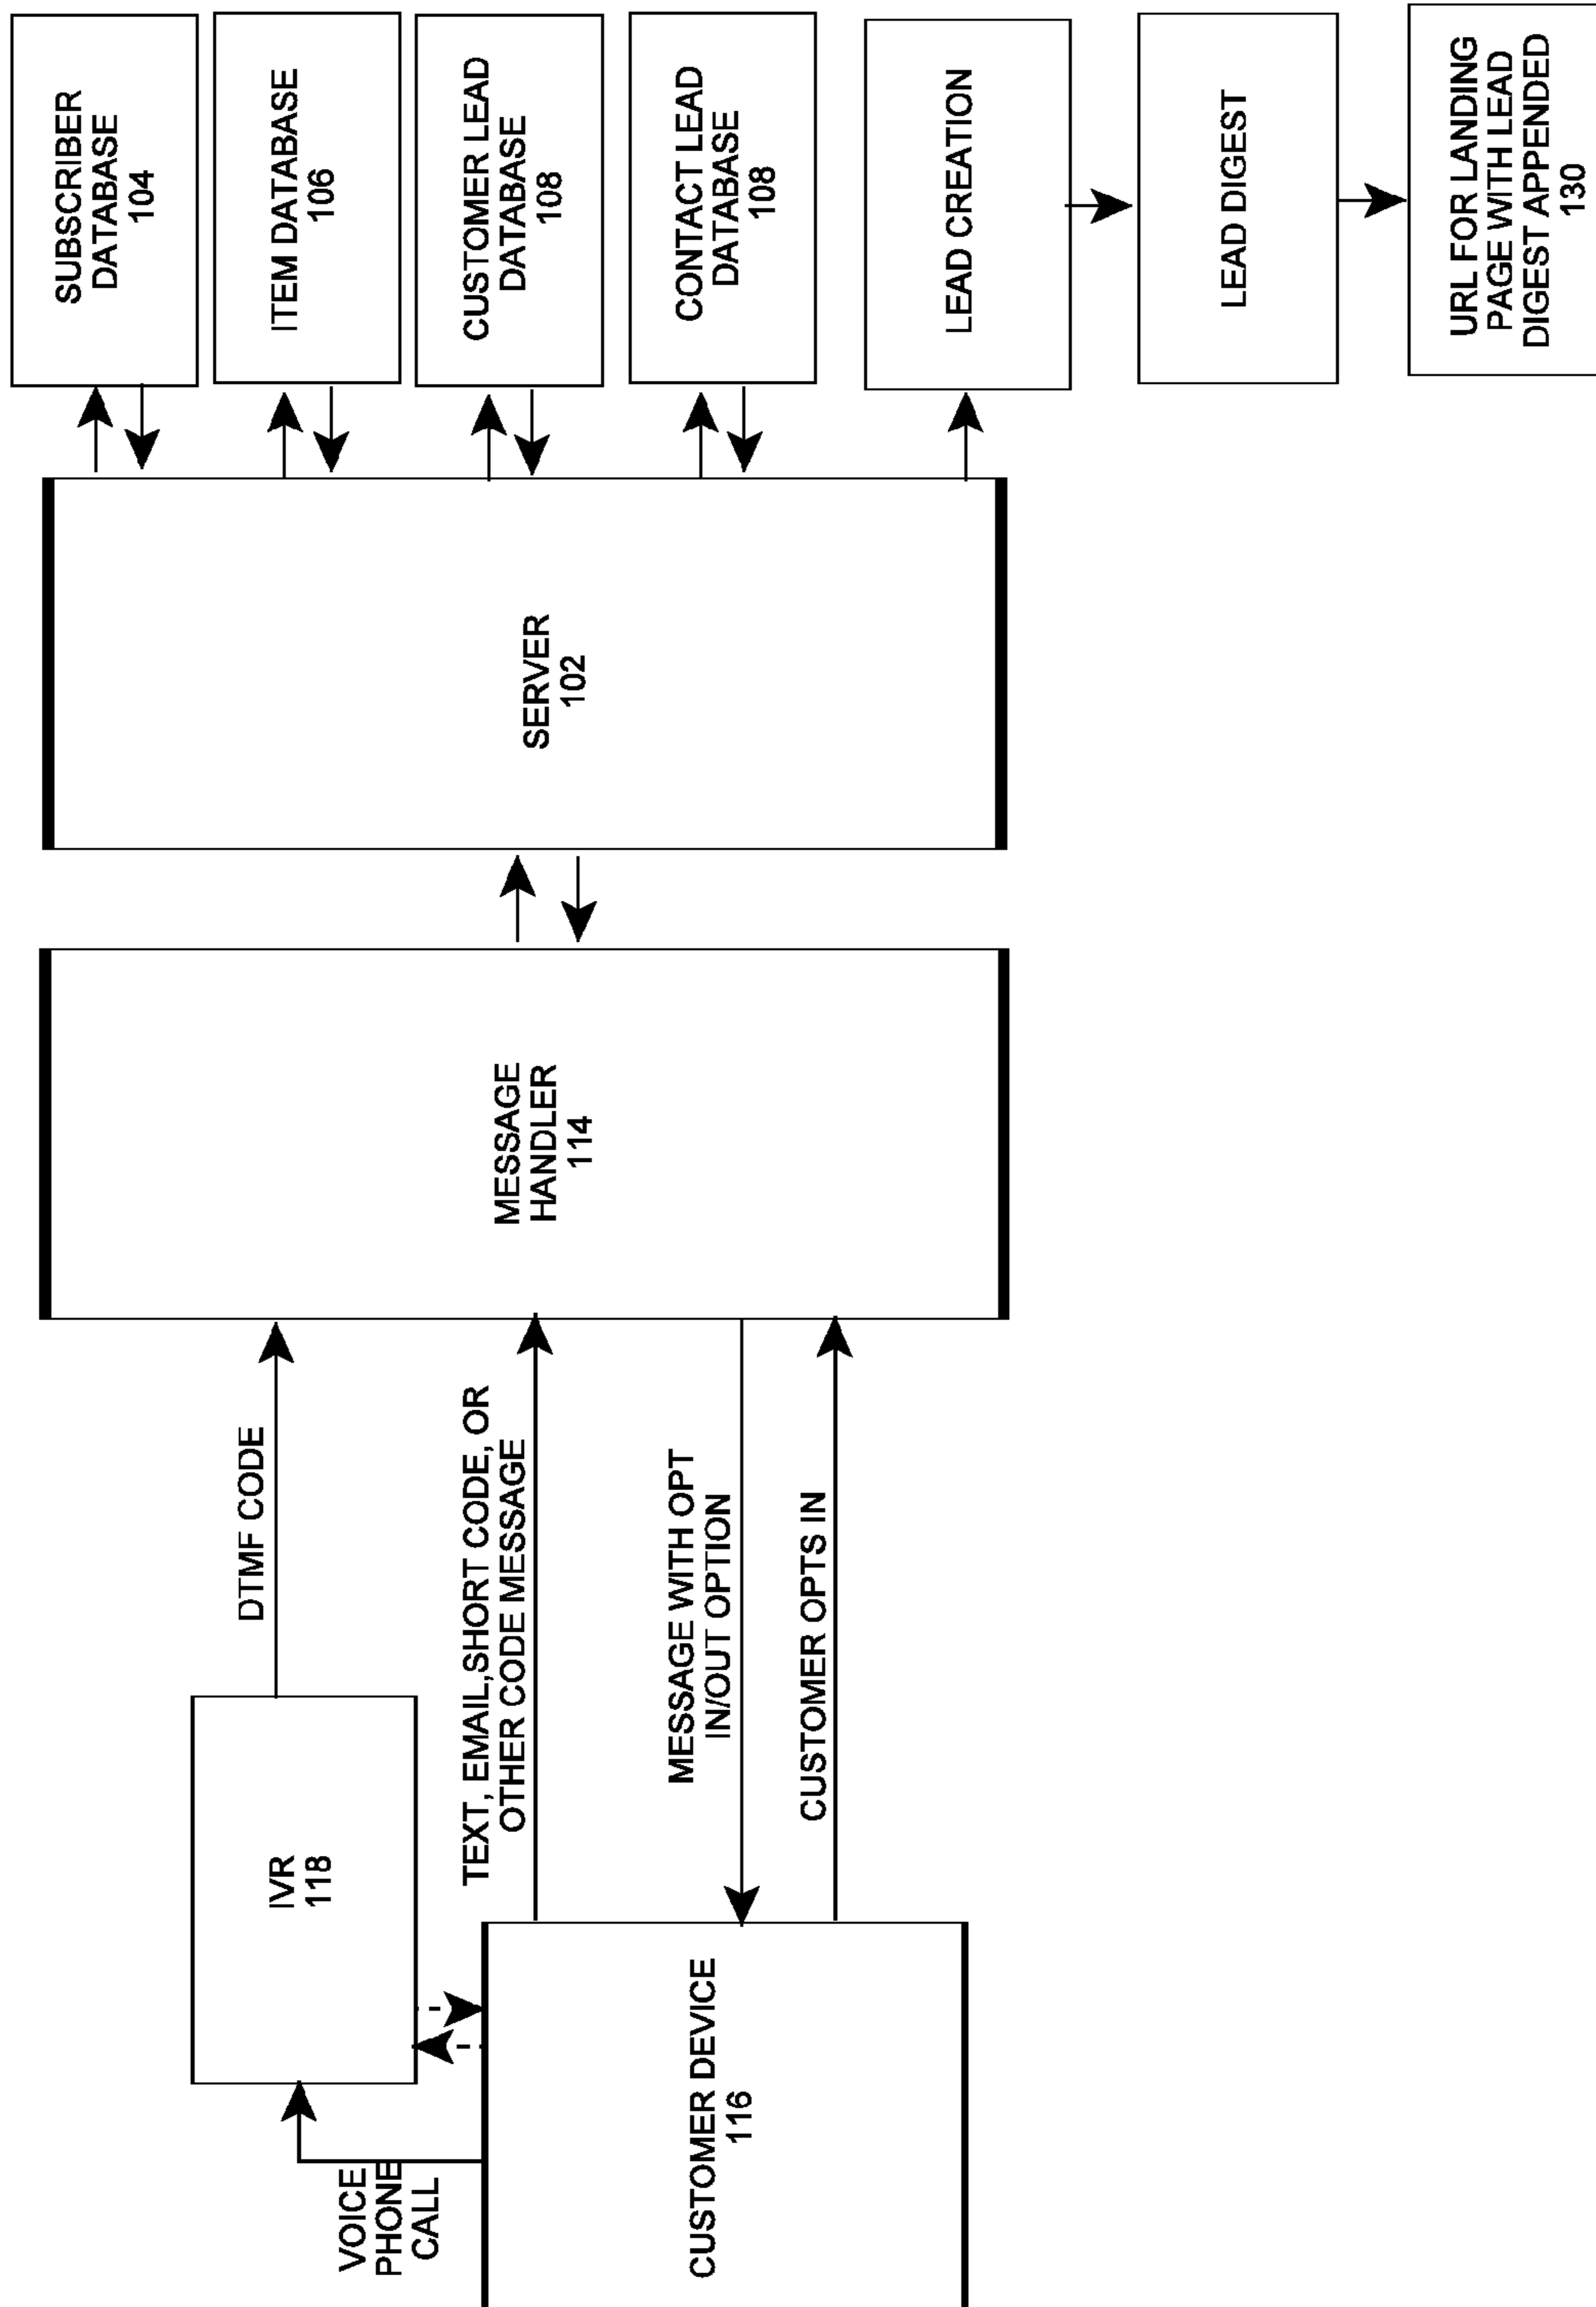 VOICE
PHONE
CALL
CUSTOMER DEVICE
116
IVR
118
DTMF CODE
TEXT, EMAIL,SHORT CODE, OR
OTHER CODE MESSAGE
MESSAGE WITH OPT
IN/OUT OPTION
CUSTOMER OPTS IN
MESSAGE
HANDLER
114
SERVER
102
SUBSCRIBER
DATABASE
104
ITEM DATABASE
106
CUSTOMER LEAD
DATABASE
108
CONTACT LEAD
DATABASE
108
LEAD CREATION
LEAD DIGEST
URL FOR LANDING
PAGE WITH LEAD
DIGEST APPENDED
130